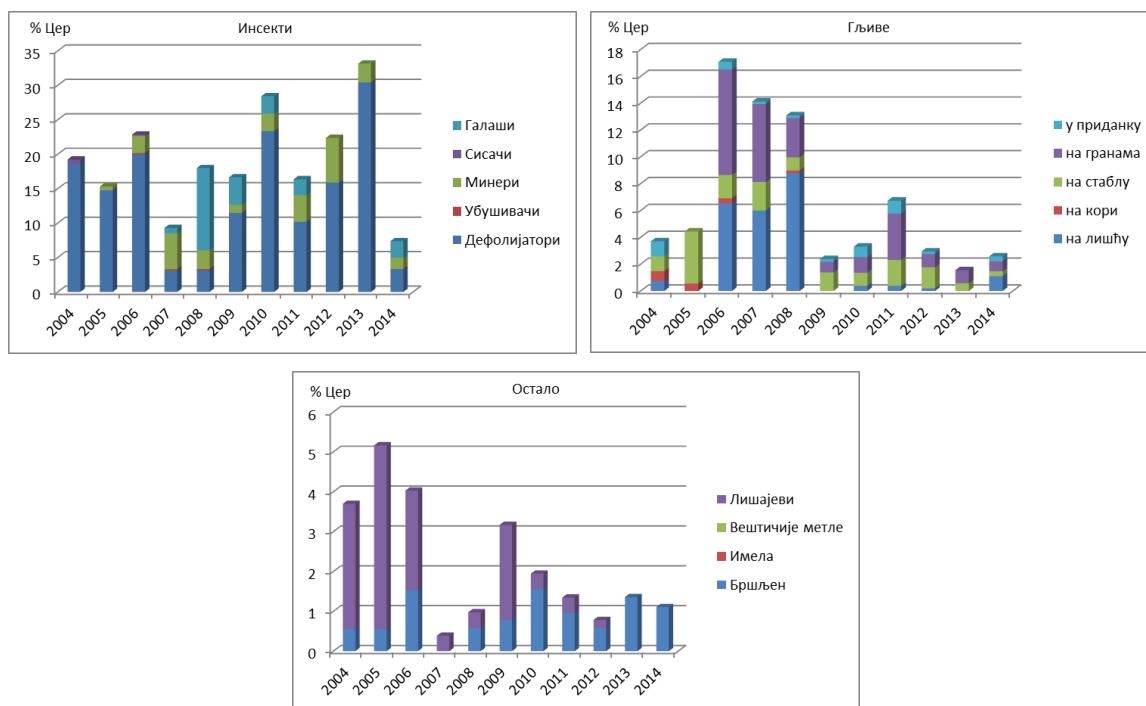 % Цер
Инсекти
35
30
25
20
15
10
5
0
2004
2005
2006
2007
2008
2009
2010
2011
2012
2013
2014
Галаши
Сисачи
Минери
Убушивачи
Дефолијатори
% Цер
Гљиве
18
16
14
12
10
8
6
4
2
0
2004
2005
2006
2007
2008
2009
2010
2011
2012
2013
2014
у приданку
на гранама
на стаблу
на кори
на лишћу
% Цер
Остало
6
5
4
3
2
1
0
2004
2005
2006
2007
2008
2009
2010
2011
2012
2013
2014
Лишајеви
Вештичије метле
Имела
Бршљен